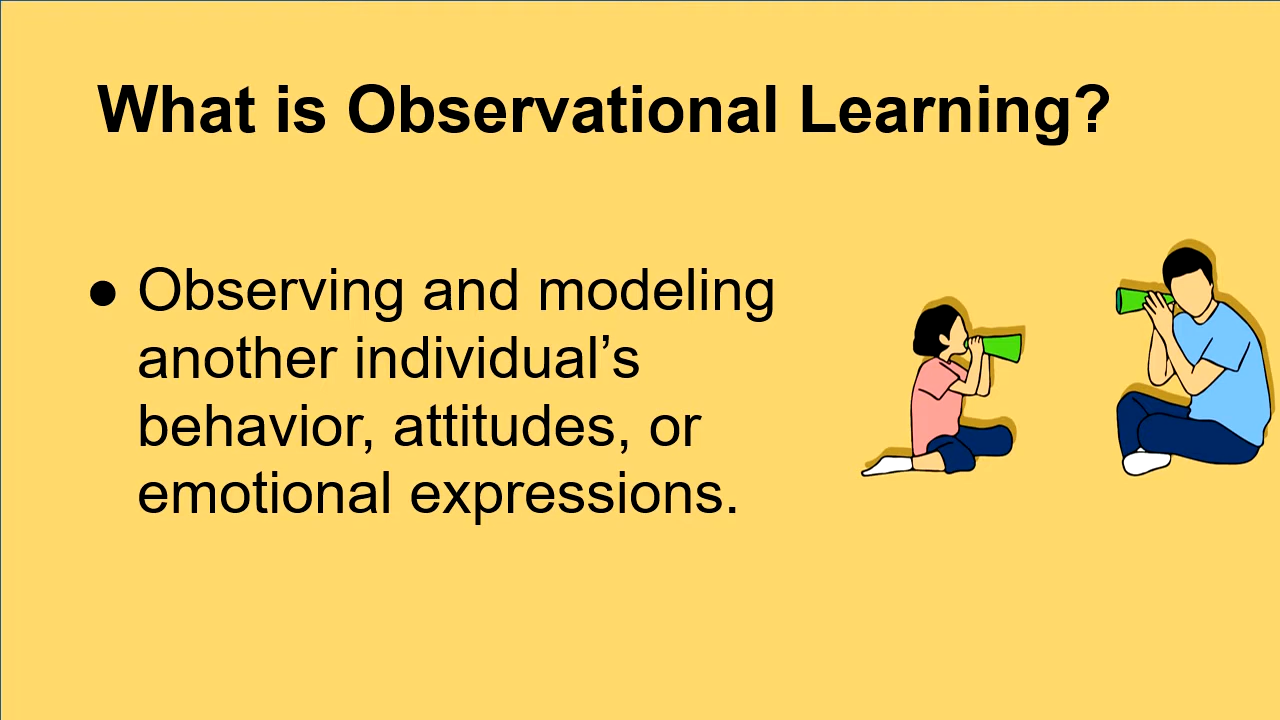 What is Observational Learning?
● Observing and modeling
another individual’s
behavior, attitudes, or
emotional expressions.